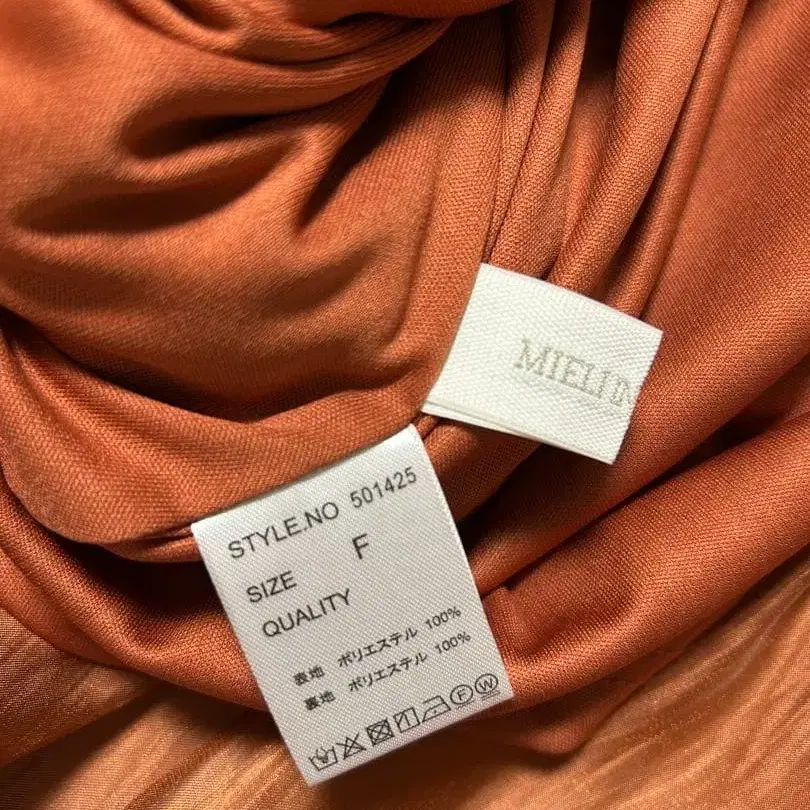 MIELI IN
STYLE.NO 501425
SIZE F
QUALITY
表地 ポリエステル 100%
裏地 ポリエステル 100%
F W